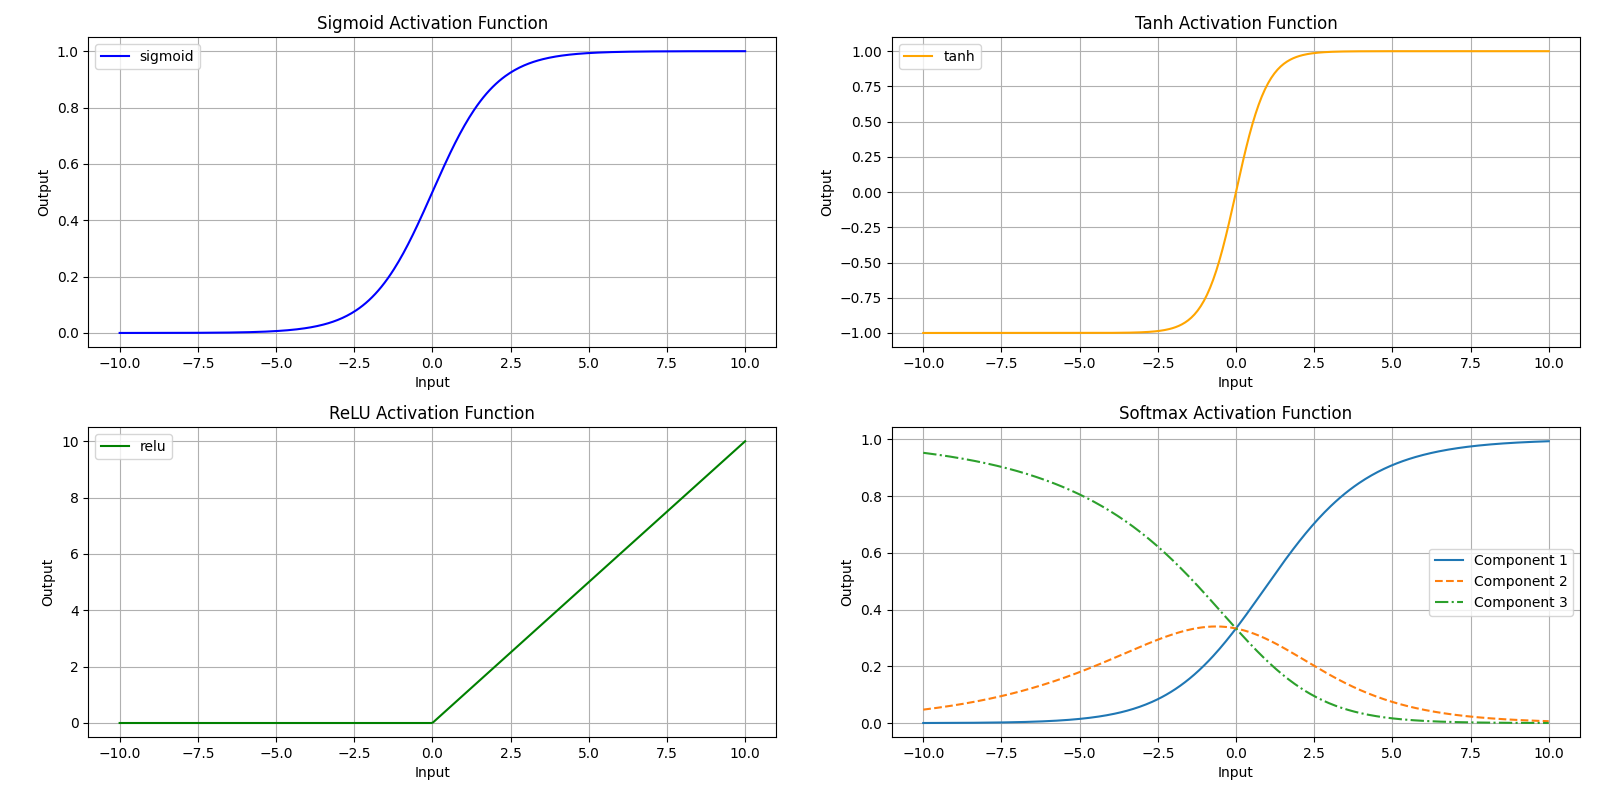 Sigmoid Activation Function
sigmoid
1.0
0.8
0.6
0.4
0.2
0.0
Output
−10.0 −7.5 −5.0 −2.5 0.0 2.5 5.0 7.5 10.0
Input
Tanh Activation Function
tanh
1.00
0.75
0.50
0.25
0.00
−0.25
−0.50
−0.75
−1.00
Output
−10.0 −7.5 −5.0 −2.5 0.0 2.5 5.0 7.5 10.0
Input
ReLU Activation Function
relu
10
8
6
4
2
0
Output
−10.0 −7.5 −5.0 −2.5 0.0 2.5 5.0 7.5 10.0
Input
Softmax Activation Function
1.0
0.8
0.6
0.4
0.2
0.0
Output
Component 1
Component 2
Component 3
−10.0 −7.5 −5.0 −2.5 0.0 2.5 5.0 7.5 10.0
Input